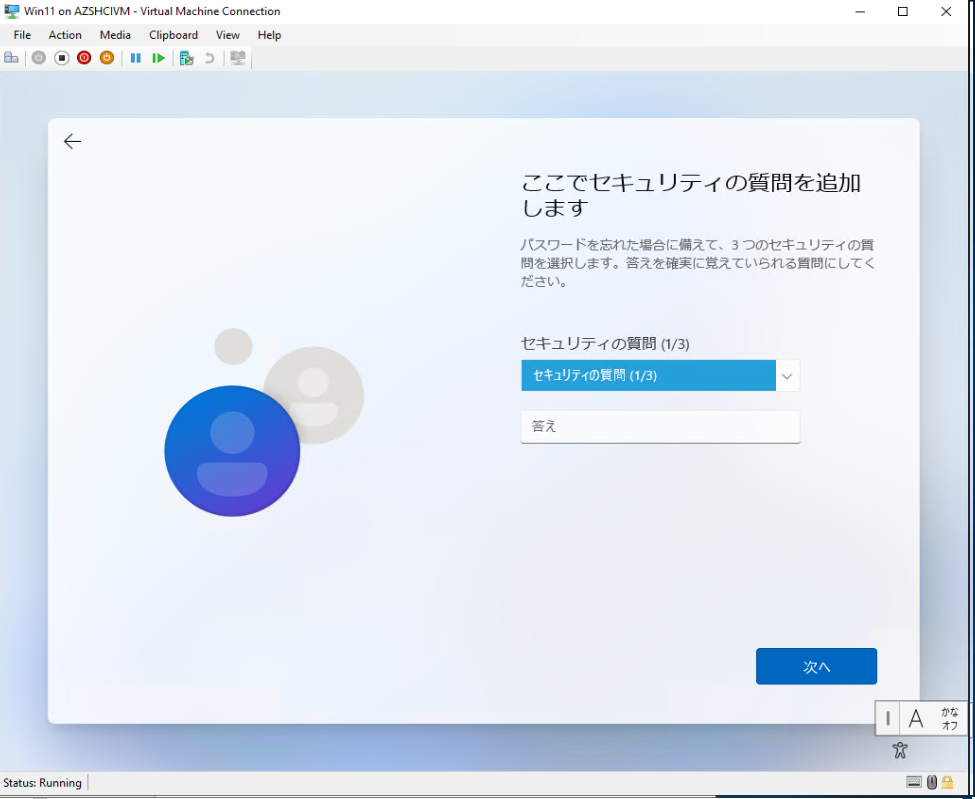 Win11 on AZSHCIVM - Virtual Machine Connection
File Action Media Clipboard View Help
ここでセキュリティの質問を追加
します
パスワードを忘れた場合に備えて、3 つのセキュリティの質
問を選択します。答えを確実に覚えていられる質問にしてく
ださい。
セキュリティの質問 (1/3)
セキュリティの質問 (1/3)
答え
次へ
A かな
オフ
Status: Running